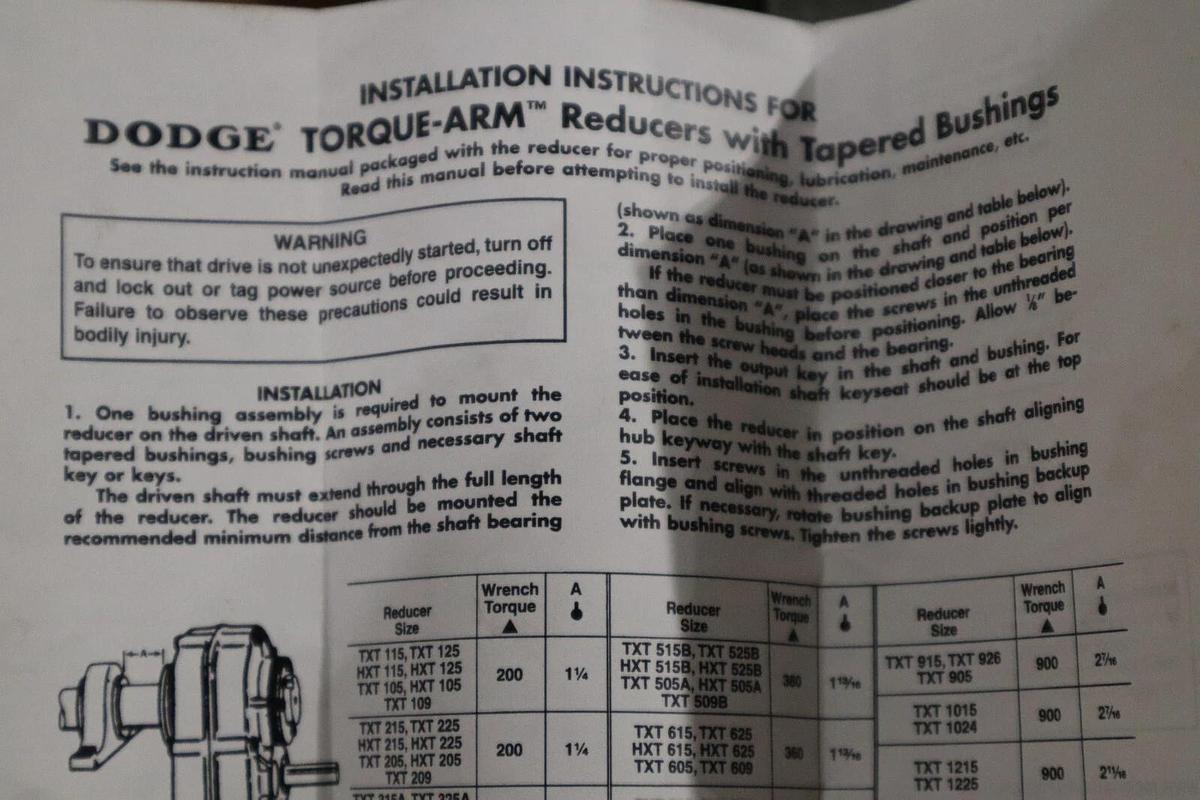 INSTALLATION INSTRUCTIONS FOR
DODGE® TORQUE-ARM™ Reducers with Tapered Bushings
See the instruction manual packaged with the reducer for proper positioning, lubrication, maintenance, etc.
Read this manual before attempting to install the reducer.
WARNING
To ensure that drive is not unexpectedly started, turn off
and lock out or tag power source before proceeding.
Failure to observe these precautions could result in
bodily injury.
INSTALLATION
1. One bushing assembly is required to mount the
reducer on the driven shaft. An assembly consists of two
tapered bushings, bushing screws and necessary shaft
key or keys.
The driven shaft must extend through the full length
of the reducer. The reducer should be mounted the
recommended minimum distance from the shaft bearing
(shown as dimension "A" in the drawing and table below).
2. Place one bushing on the shaft and position per
dimension "A" (as shown in the drawing and table below).
If the reducer must be positioned closer to the bearing
than dimension "A", place the screws in the unthreaded
holes in the bushing before positioning. Allow ⅛" be-
tween the screw heads and the bearing.
3. Insert the output key in the shaft and bushing. For
ease of installation shaft keyseat should be at the top
position.
4. Place the reducer in position on the shaft aligning
hub keyway with the shaft key.
5. Insert screws in the unthreaded holes in bushing
flange and align with threaded holes in bushing backup
plate. If necessary, rotate bushing backup plate to align
with bushing screws. Tighten the screws lightly.
A
Reducer Size Wrench Torque ▲ A
TXT 115, TXT 125
HXT 115, HXT 125
TXT 105, HXT 105
TXT 109
200 1¼
TXT 215, TXT 225
HXT 215, HXT 225
TXT 205, HXT 205
TXT 209
200 1¼
TXT 315A, TXT 325A
Reducer Size Wrench Torque ▲ A
TXT 515B, TXT 525B
HXT 515B, HXT 525B
TXT 505A, HXT 505A
TXT 509B
360 1¹³⁄₁₆
TXT 615, TXT 625
HXT 615, HXT 625
TXT 605, TXT 609
360 1¹³⁄₁₆
Reducer Size Wrench Torque ▲ A
TXT 915, TXT 926
TXT 905
900 2⁷⁄₁₆
TXT 1015
TXT 1024
900 2⁷⁄₁₆
TXT 1215
TXT 1225
900 2¹¹⁄₁₆